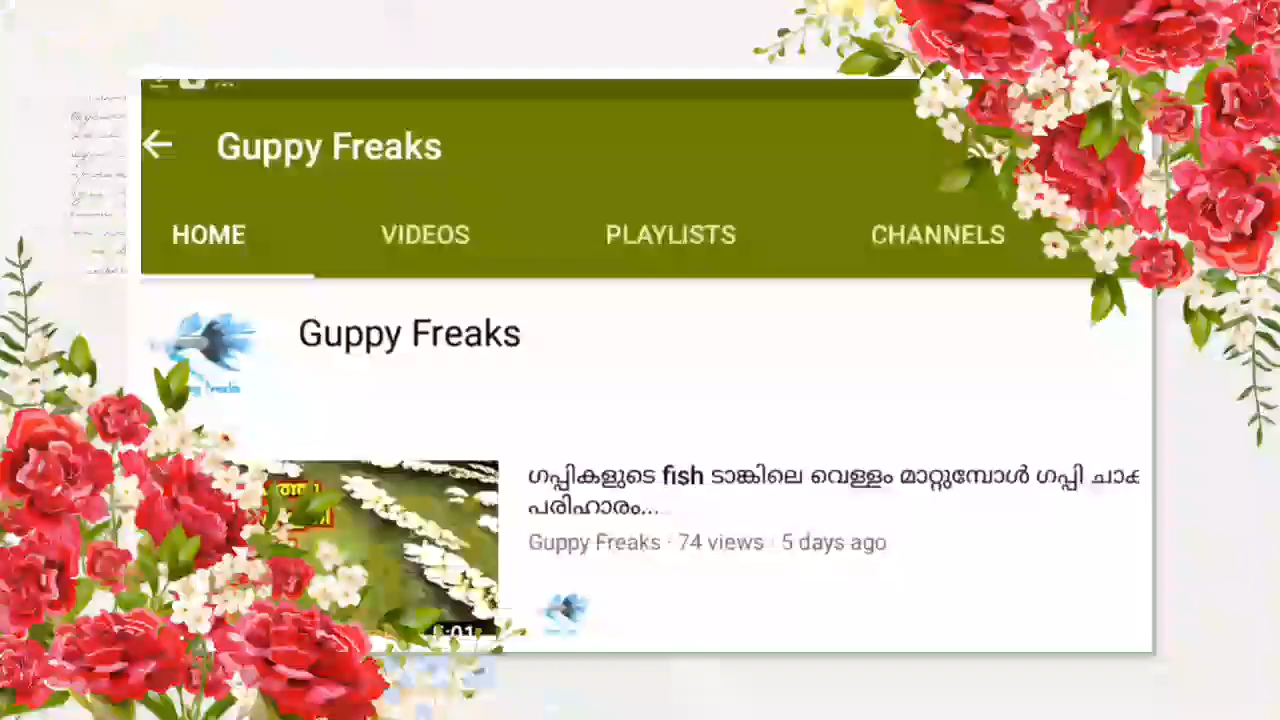 Guppy Freaks
HOME VIDEOS PLAYLISTS CHANNELS
Guppy Freaks
ഗപ്പികളുടെ fish ടാങ്കിലെ വെള്ളം മാറ്റുമ്പോൾ ഗപ്പി
പരിഹാരം...
Guppy Freaks · 74 views · 5 days ago